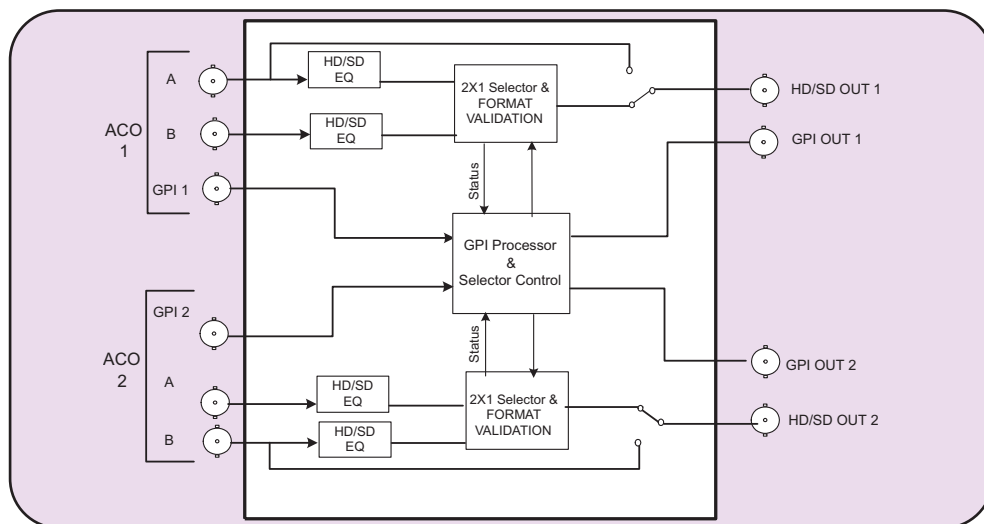 ACO
1
A
B
GPI 1
HD/SD
EQ
HD/SD
EQ
2X1 Selector &
FORMAT
VALIDATION
HD/SD OUT 1
GPI OUT 1
Status
GPI Processor
&
Selector Control
ACO
2
GPI 2
A
B
Status
HD/SD
EQ
HD/SD
EQ
2X1 Selector &
FORMAT
VALIDATION
GPI OUT 2
HD/SD OUT 2